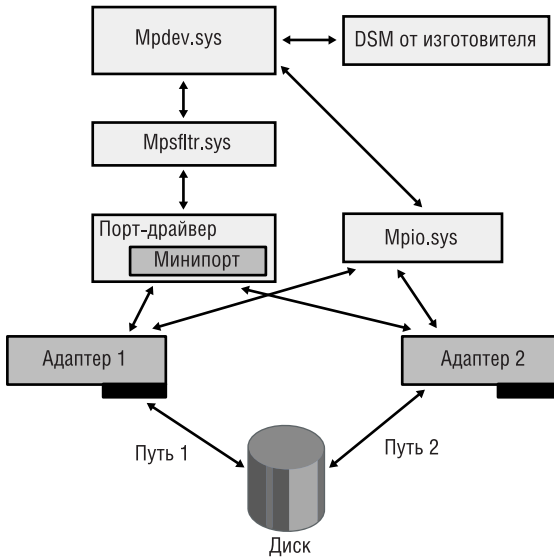 Mpdev.sys
DSM от изготовителя
Mpsfltr.sys
Порт-драйвер
Минипорт
Mpio.sys
Адаптер 1
Адаптер 2
Путь 1
Путь 2
Диск